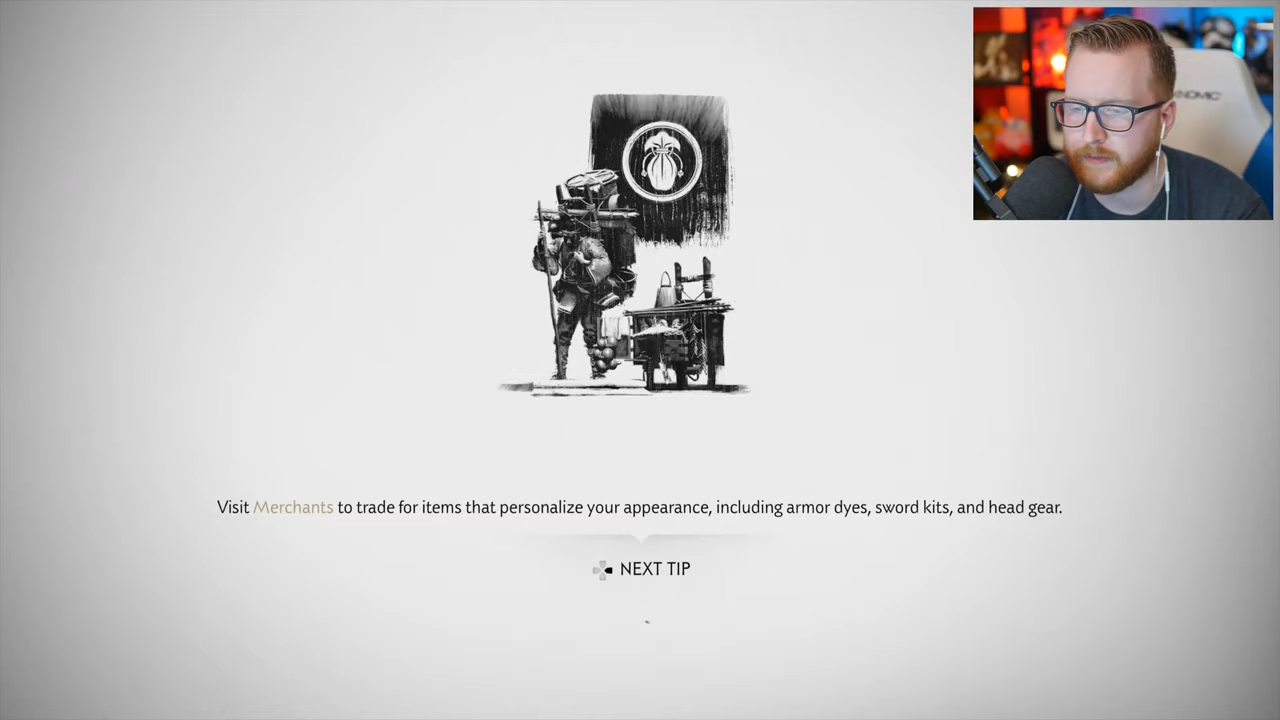 Visit Merchants to trade for items that personalize your appearance, including armor dyes, sword kits, and head gear.
NEXT TIP